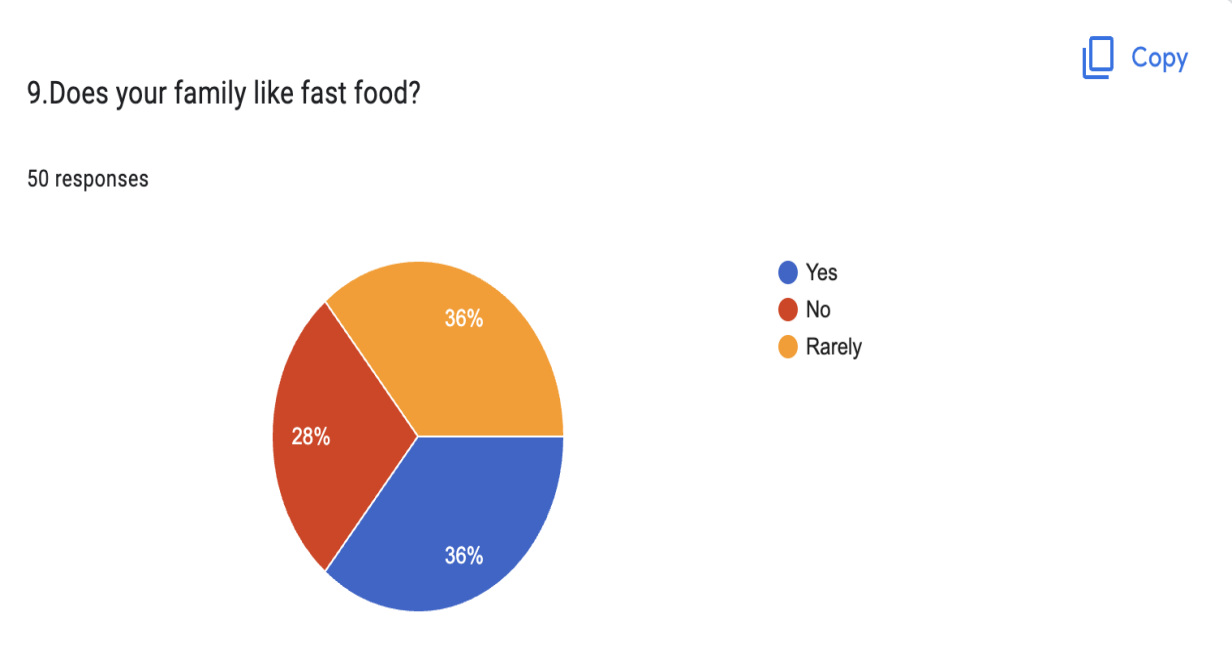 Copy
9.Does your family like fast food?
50 responses
Yes
No
Rarely
36%
28%
36%